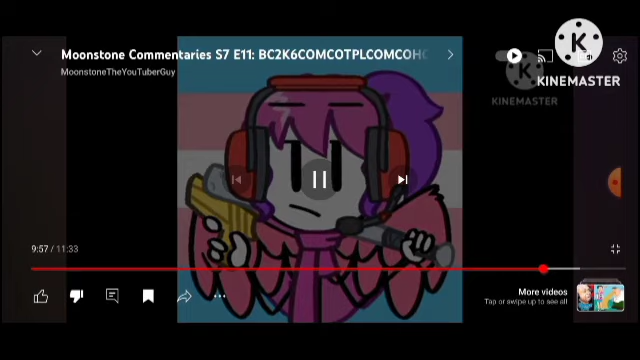 Moonstone Commentaries S7 E11: BC2K6COMCOTPLCOMCOH
MoonstoneTheYouTuberGuy
K
KINEMASTER
K
KINEMASTER
9:57 / 11:33
More videos
Tap or swipe up to see all